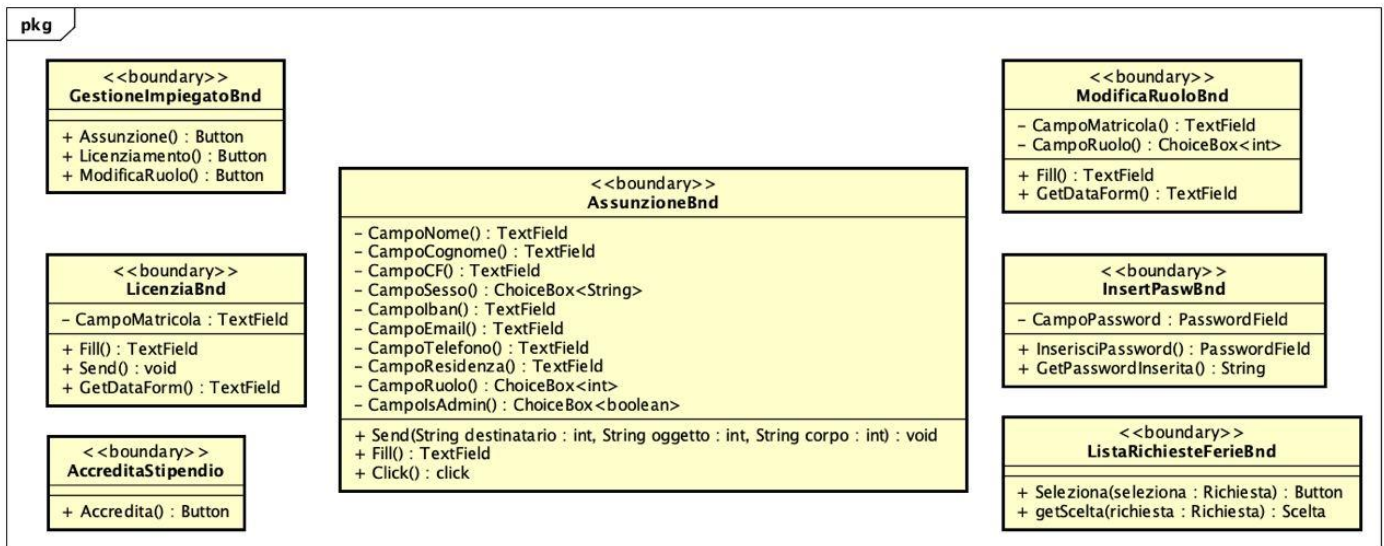 pkg
<<boundary>>
GestioneImpiegatoBnd
+ Assunzione() : Button
+ Licenziamento() : Button
+ ModificaRuolo() : Button
<<boundary>>
LicenziaBnd
- CampoMatricola : TextField
+ Fill() : TextField
+ Send() : void
+ GetDataForm() : TextField
<<boundary>>
AccreditaStipendio
+ Accredita() : Button
<<boundary>>
AssunzioneBnd
- CampoNome() : TextField
- CampoCognome() : TextField
- CampoCF() : TextField
- CampoSesso() : ChoiceBox<String>
- CampoIban() : TextField
- CampoEmail() : TextField
- CampoTelefono() : TextField
- CampoResidenza() : TextField
- CampoRuolo() : ChoiceBox<int>
- CampoIsAdmin() : ChoiceBox<boolean>
+ Send(String destinatario : int, String oggetto : int, String corpo : int) : void
+ Fill() : TextField
+ Click() : click
<<boundary>>
ModificaRuoloBnd
- CampoMatricola() : TextField
- CampoRuolo() : ChoiceBox<int>
+ Fill() : TextField
+ GetDataForm() : TextField
<<boundary>>
InsertPaswBnd
- CampoPassword : PasswordField
+ InserisciPassword() : PasswordField
+ GetPasswordInserita() : String
<<boundary>>
ListaRichiesteFerieBnd
+ Seleziona(seleziona : Richiesta) : Button
+ getScelta(richiesta : Richiesta) : Scelta